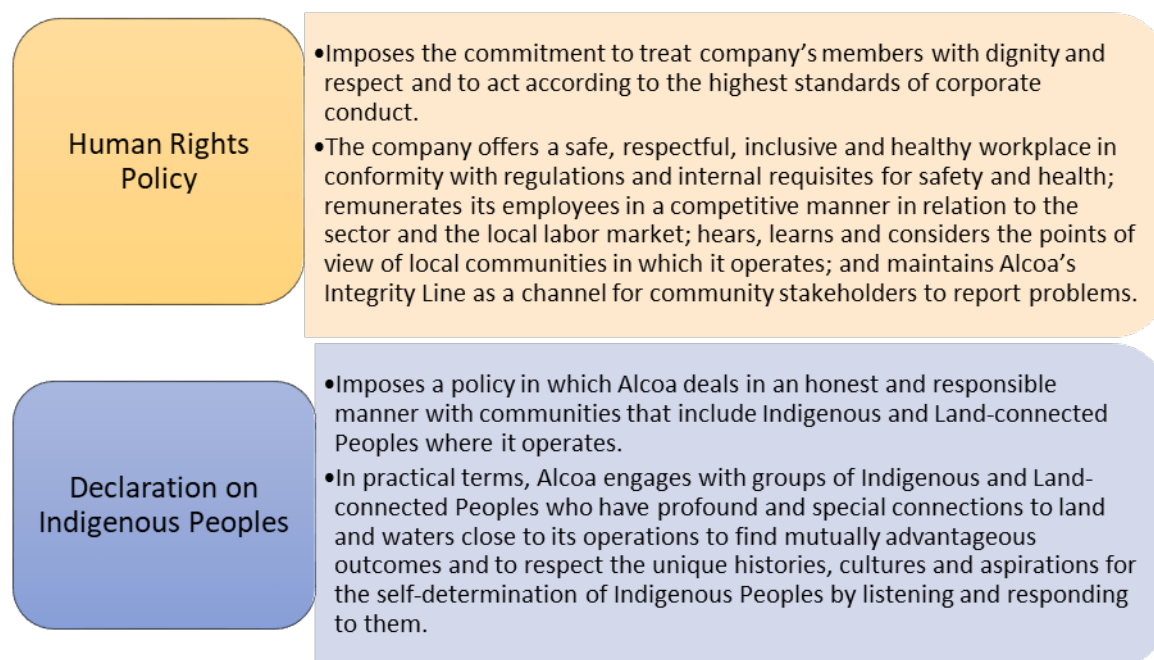 Human Rights
Policy
•Imposes the commitment to treat company's members with dignity and
respect and to act according to the highest standards of corporate
conduct.
•The company offers a safe, respectful, inclusive and healthy workplace in
conformity with regulations and internal requisites for safety and health;
remunerates its employees in a competitive manner in relation to the
sector and the local labor market; hears, learns and considers the points of
view of local communities in which it operates; and maintains Alcoa's
Integrity Line as a channel for community stakeholders to report problems.
Declaration on
Indigenous Peoples
•Imposes a policy in which Alcoa deals in an honest and responsible
manner with communities that include Indigenous and Land-connected
Peoples where it operates.
•In practical terms, Alcoa engages with groups of Indigenous and Land-
connected Peoples who have profound and special connections to land
and waters close to its operations to find mutually advantageous
outcomes and to respect the unique histories, cultures and aspirations for
the self-determination of Indigenous Peoples by listening and responding
to them.